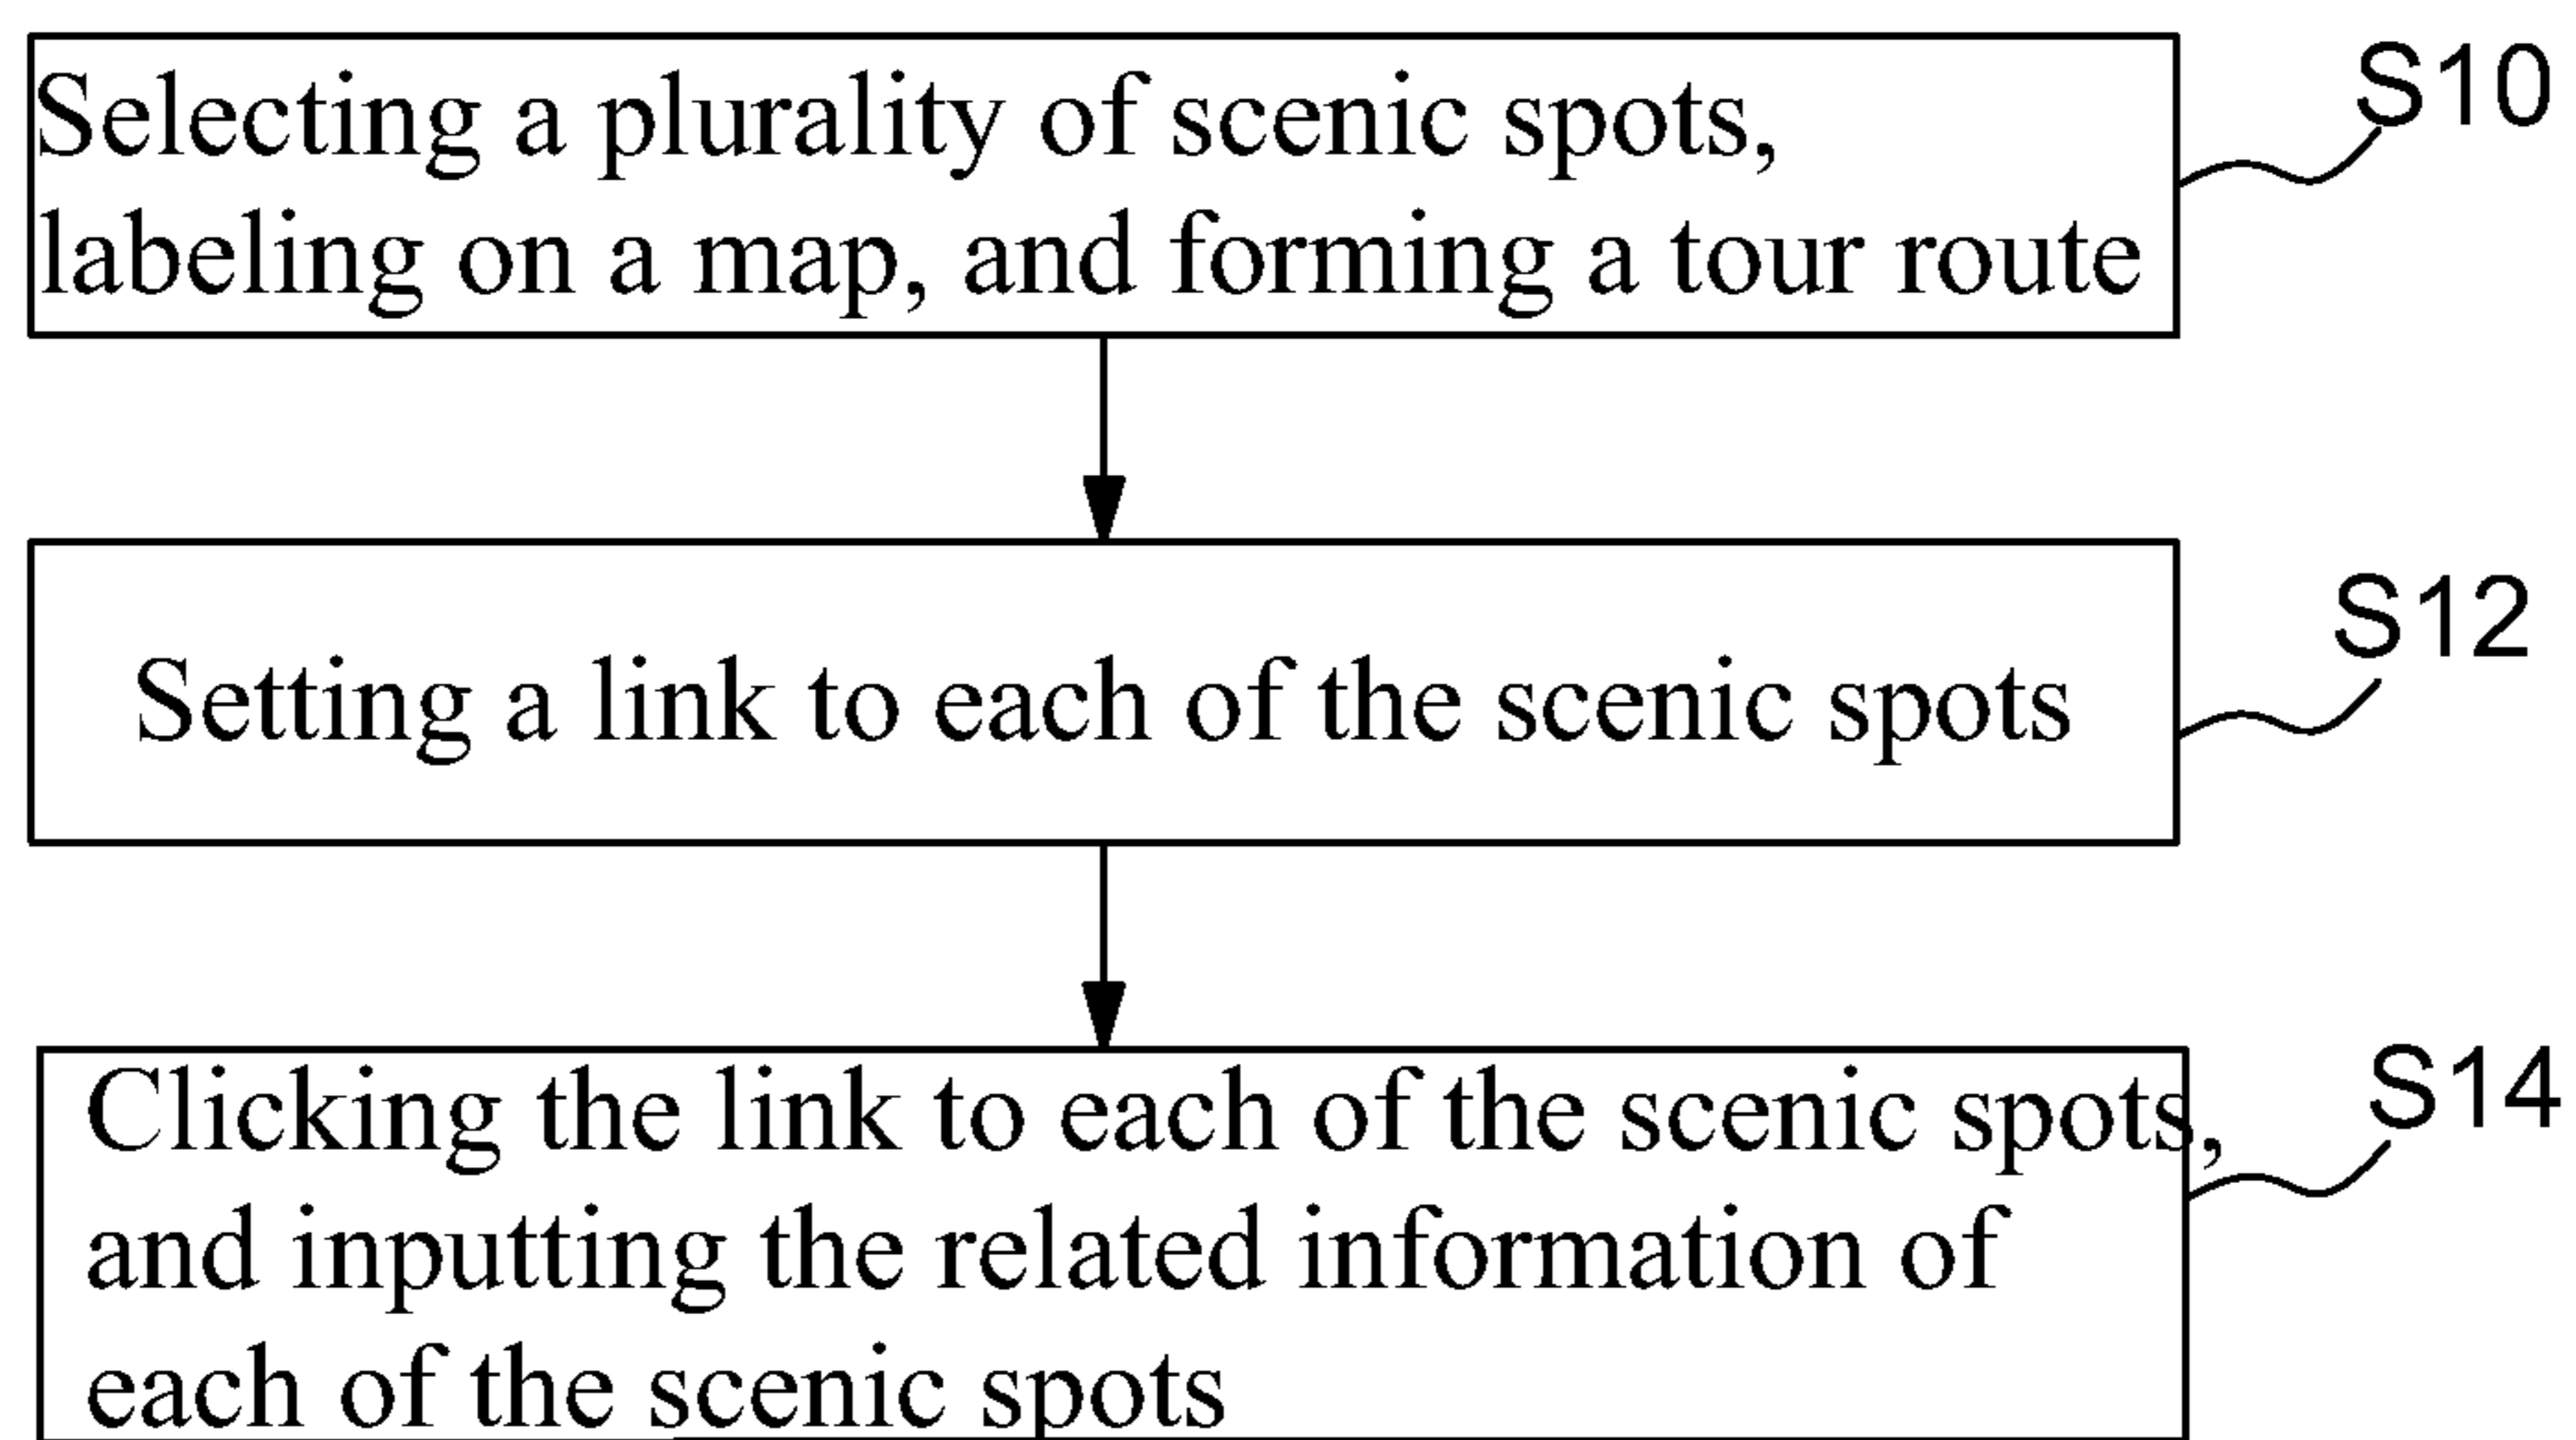 Selecting a plurality of scenic spots,
labeling on a map, and forming a tour route
S10
Setting a link to each of the scenic spots
S12
Clicking the link to each of the scenic spots,
and inputting the related information of
each of the scenic spots
S14